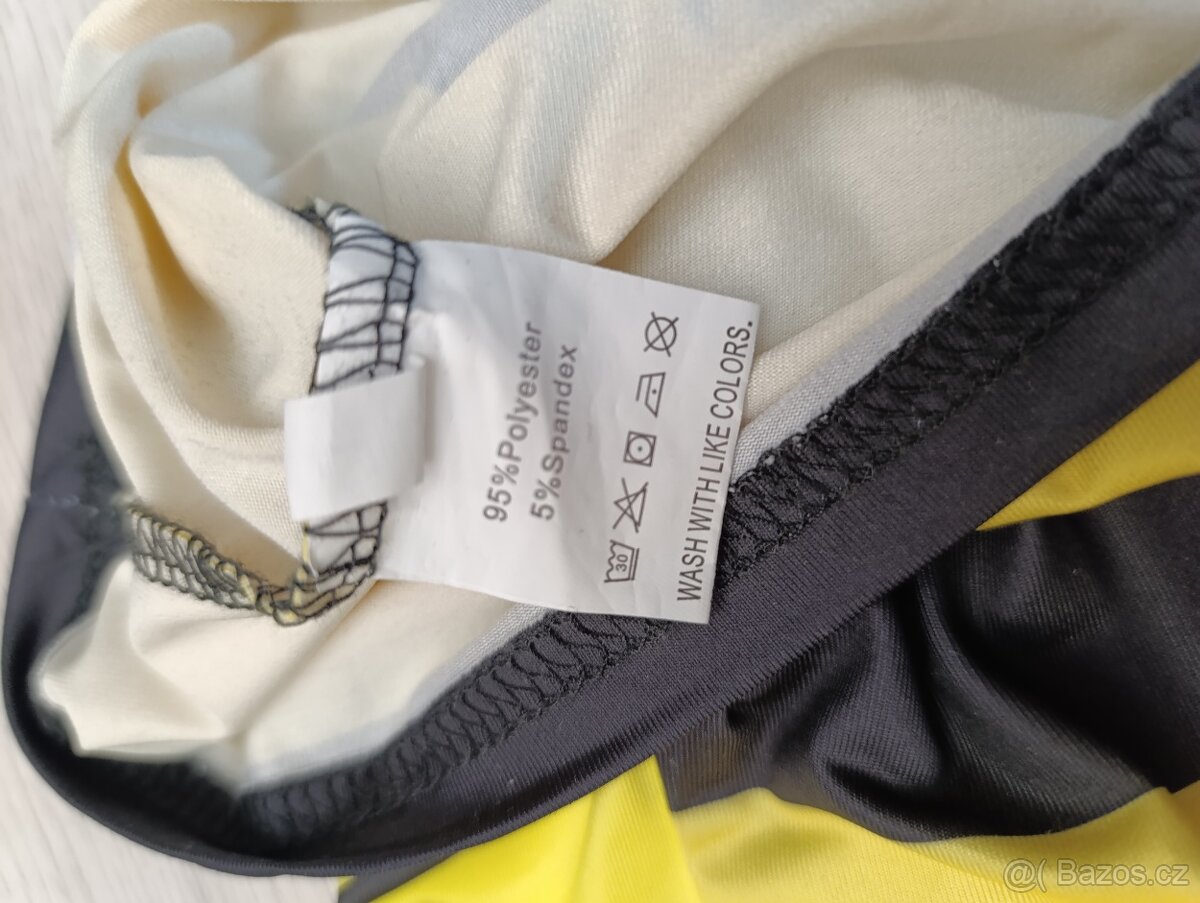 95%Polyester
5%Spandex
30
WASH WITH LIKE COLORS.
@( Bazos.cz